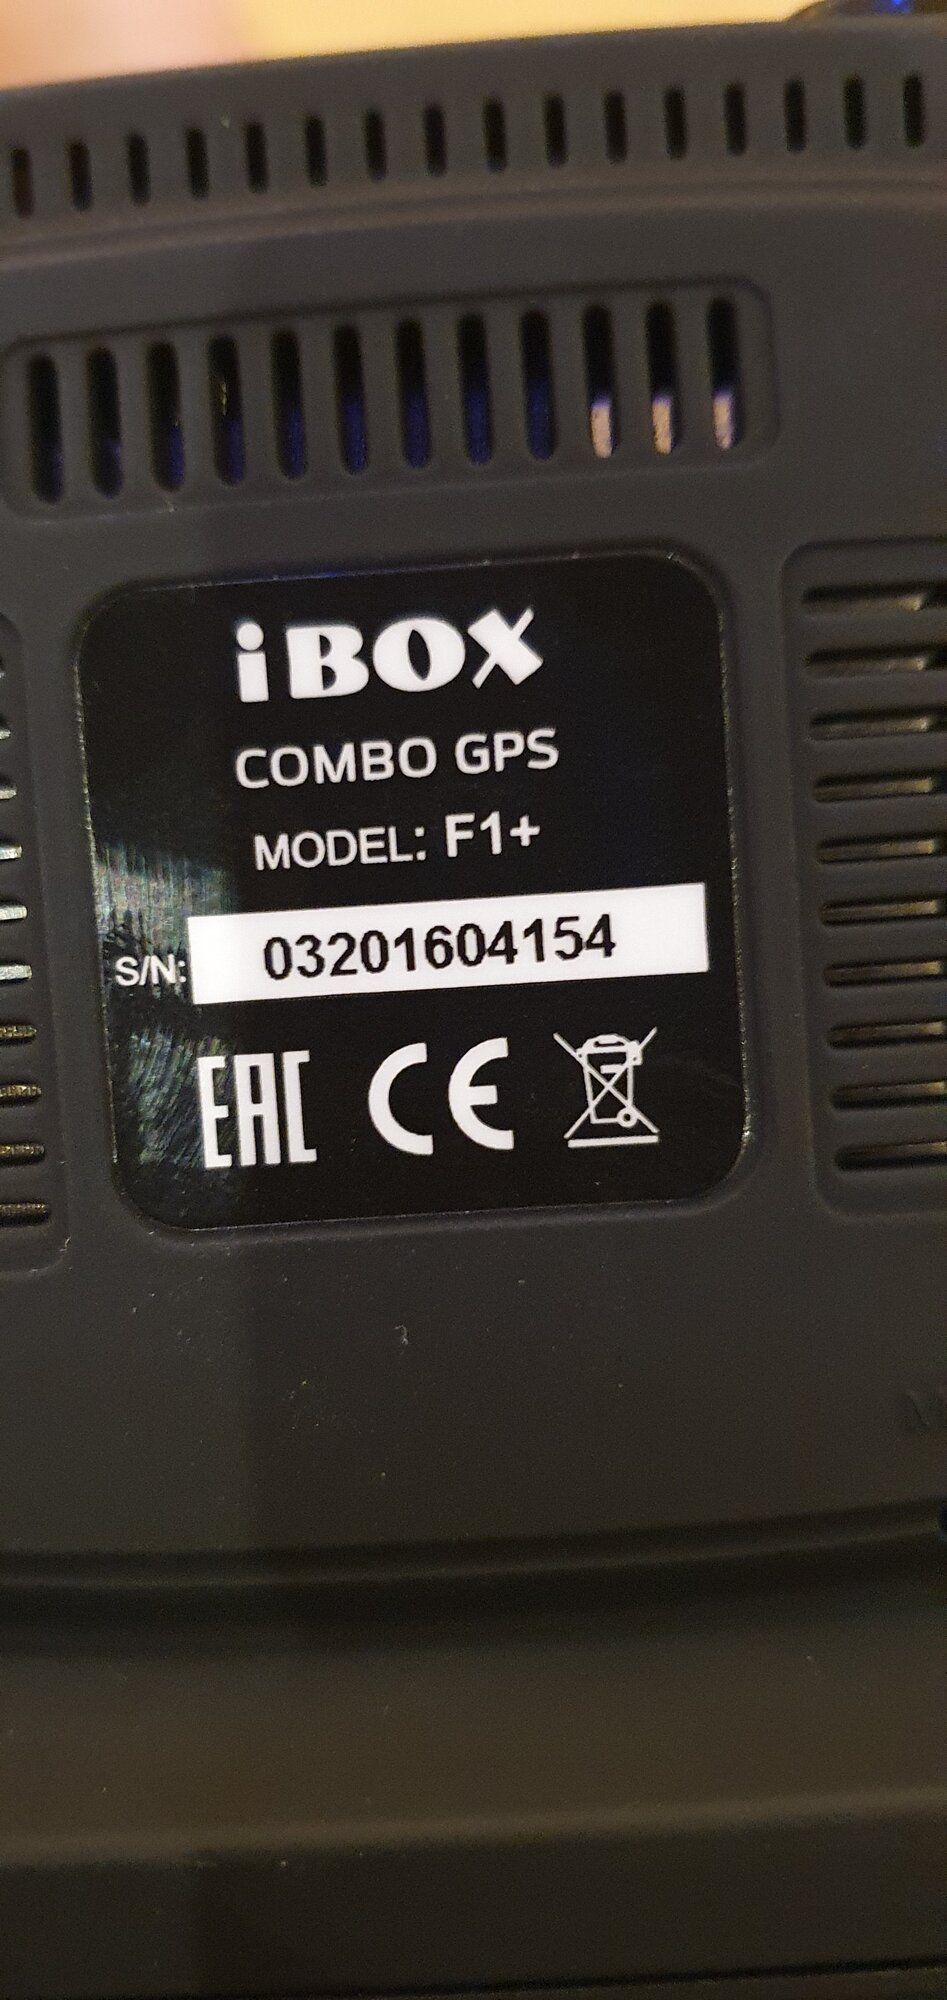 iBOX
COMBO GPS
MODEL: F1+
S/N: 03201604154
EAC CE